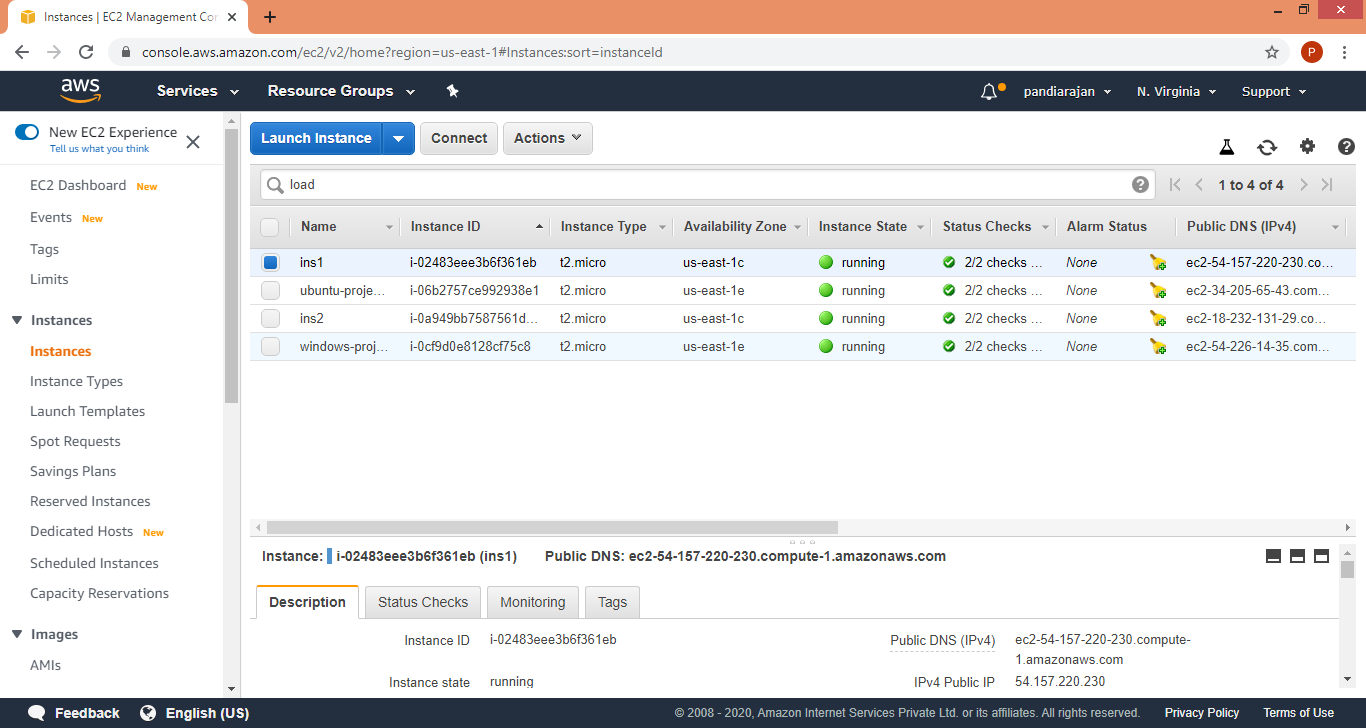 Instances | EC2 Management Con
console.aws.amazon.com/ec2/v2/home?region=us-east-1#Instances:sort=instanceId
P
aws
Services
Resource Groups
pandiarajan
N. Virginia
Support
New EC2 Experience
Tell us what you think
EC2 Dashboard New
Events New
Tags
Limits
Instances
Instances
Instance Types
Launch Templates
Spot Requests
Savings Plans
Reserved Instances
Dedicated Hosts New
Scheduled Instances
Capacity Reservations
Images
AMIs
Launch Instance
Connect
Actions
load
1 to 4 of 4
Name Instance ID Instance Type Availability Zone Instance State Status Checks Alarm Status Public DNS (IPv4)
ins1 i-02483eee3b6f361eb t2.micro us-east-1c running 2/2 checks ... None ec2-54-157-220-230.co...
ubuntu-proje... i-06b2757ce992938e1 t2.micro us-east-1e running 2/2 checks ... None ec2-34-205-65-43.com...
ins2 i-0a949bb7587561d... t2.micro us-east-1c running 2/2 checks ... None ec2-18-232-131-29.co...
windows-proj... i-0cf9d0e8128cf75c8 t2.micro us-east-1e running 2/2 checks ... None ec2-54-226-14-35.com...
Instance: i-02483eee3b6f361eb (ins1) Public DNS: ec2-54-157-220-230.compute-1.amazonaws.com
Description Status Checks Monitoring Tags
Instance ID i-02483eee3b6f361eb
Public DNS (IPv4) ec2-54-157-220-230.compute-
1.amazonaws.com
Instance state running
IPv4 Public IP 54.157.220.230
Feedback
English (US)
© 2008 - 2020, Amazon Internet Services Private Ltd. or its affiliates. All rights reserved.
Privacy Policy
Terms of Use